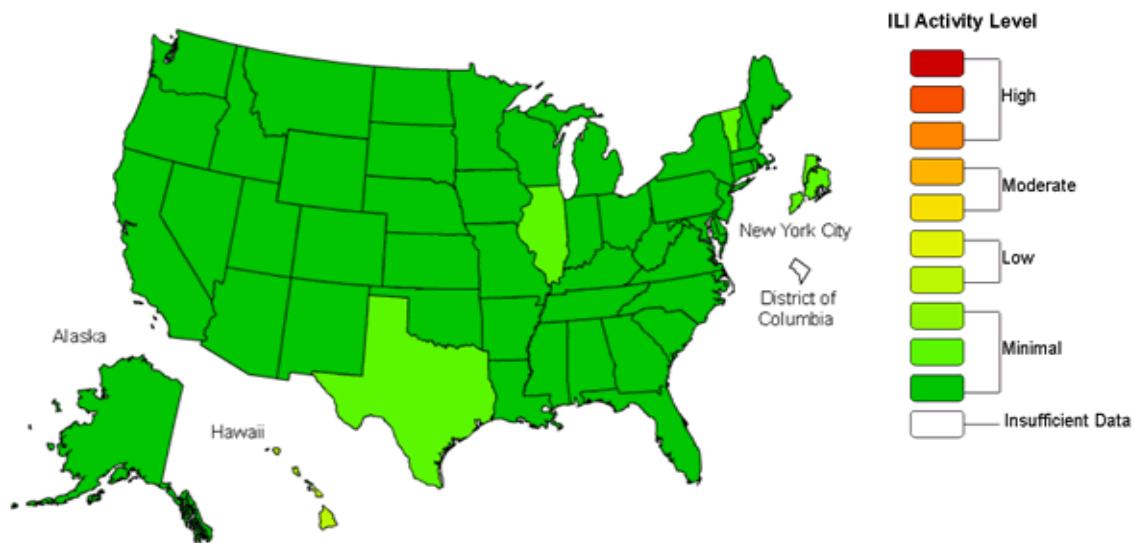 ILI Activity Level
High
Moderate
Low
Minimal
Insufficient Data
New York City
District of
Columbia
Alaska
Hawaii